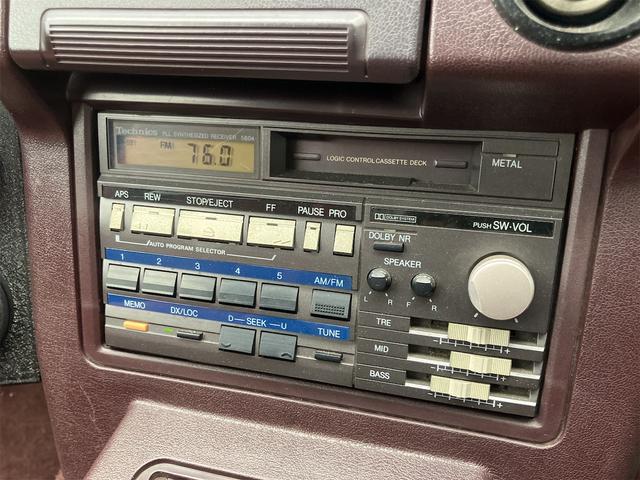 Technics PLL SYNTHESIZED RECEIVER 5604
FM 76.0
LOGIC CONTROL CASSETTE DECK
METAL
APS REW STOP/EJECT FF PAUSE PRO
AUTO PROGRAM SELECTOR
DOLBY SYSTEM
PUSH SW·VOL
DOLBY NR
SPEAKER
L R F R
1 2 3 4 5 AM/FM
MEMO DX/LOC D—SEEK—U TUNE
TRE
- +
MID
- +
BASS
- +